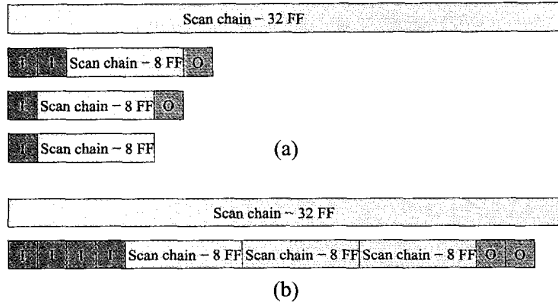 Scan chain - 32 FF
I I Scan chain - 8 FF O
I Scan chain - 8 FF O
I Scan chain - 8 FF
(a)
Scan chain - 32 FF
I I I I Scan chain - 8 FF Scan chain - 8 FF Scan chain - 8 FF O O
(b)